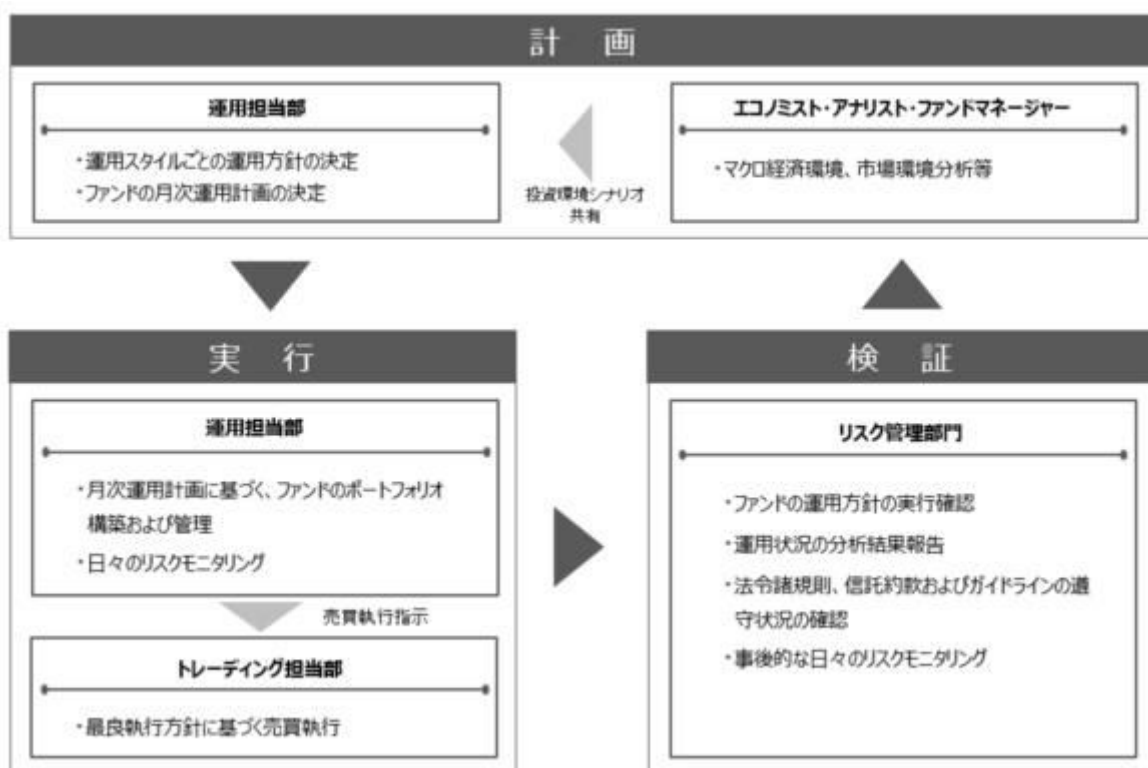 計 画
運用担当部
・運用スタイルごとの運用方針の決定
・ファンドの月次運用計画の決定
投資環境シナリオ
共有
エコノミスト・アナリスト・ファンドマネージャー
・マクロ経済環境、市場環境分析等
実 行
運用担当部
・月次運用計画に基づく、ファンドのポートフォリオ
構築および管理
・日々のリスクモニタリング
売買執行指示
トレーディング担当部
・最良執行方針に基づく売買執行
検 証
リスク管理部門
・ファンドの運用方針の実行確認
・運用状況の分析結果報告
・法令諸規則、信託約款およびガイドラインの遵
守状況の確認
・事後的な日々のリスクモニタリング